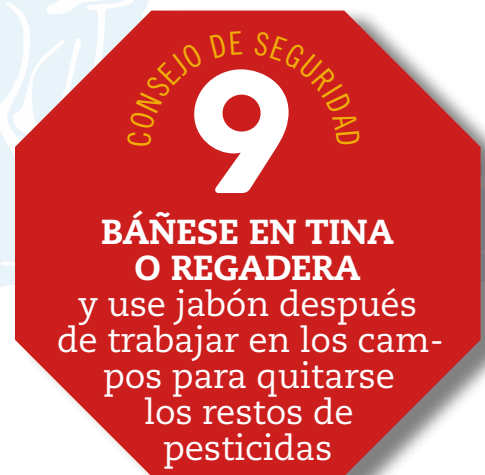 CONSEJO DE SEGURIDAD
9
BÁÑESE EN TINA
O REGADERA
y use jabón después
de trabajar en los cam-
pos para quitarse
los restos de
pesticidas